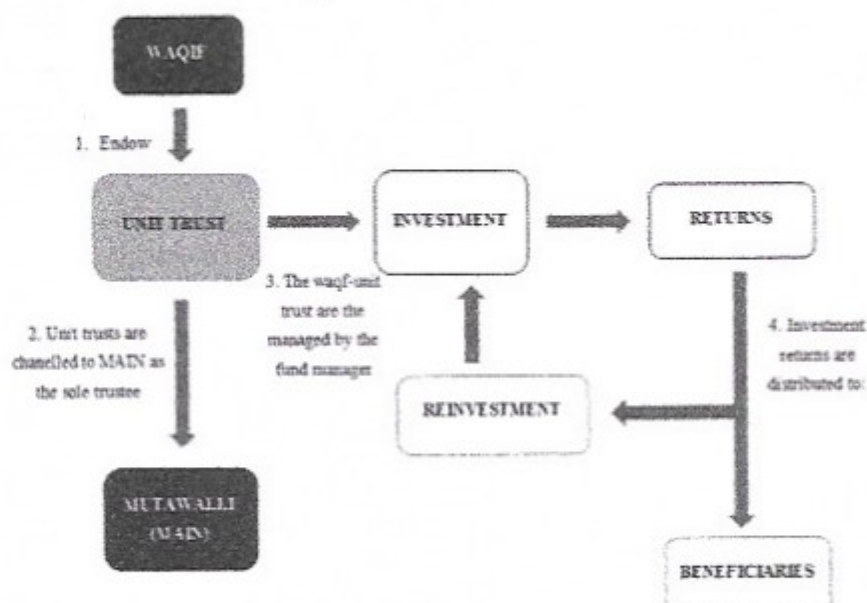 WAQIF
1. Endow
UNIT TRUST
INVESTMENT
RETURNS
3. The waqf-unit
trust are the
managed by the
fund manager
2. Unit trusts are
chanelled to MAIN as
the sole trustee
4. Investment
returns are
distributed to:
REINVESTMENT
MUTAWALLI
(MAIN)
BENEFICIARIES